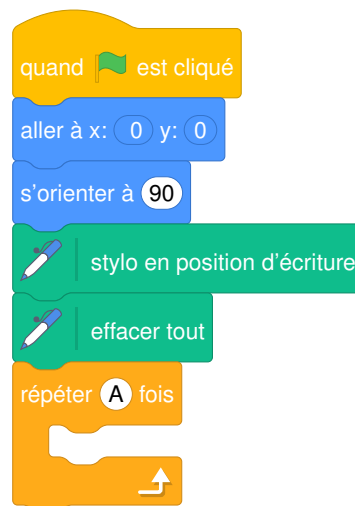 quand est cliqué
aller à x: 0 y: 0
s'orienter à 90
stylo en position d'écriture
effacer tout
répéter A fois